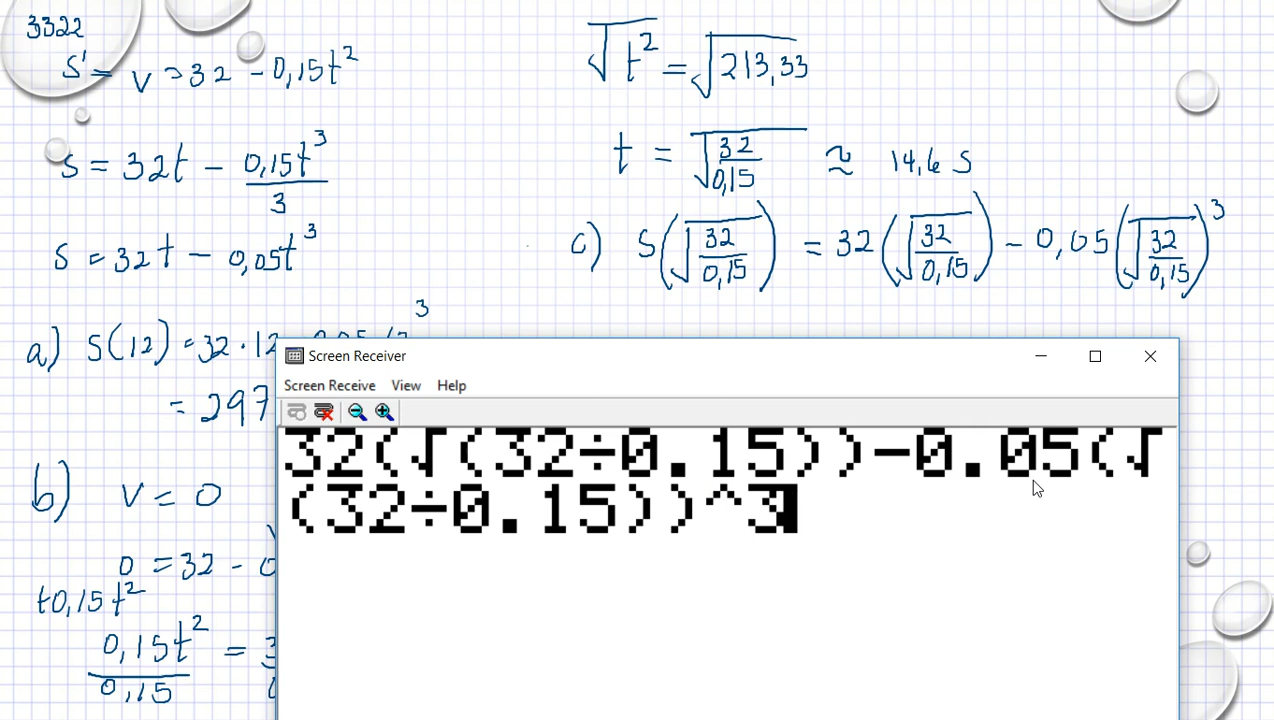 3322
S' = V = 32 - 0,15t²
S = 32t - 0,15t³/3
S = 32t - 0,05t³
a) S(12) = 32·12
3
= 297
b) V = 0
0 = 32 - 0
+0,15t² 
0,15t² = 3
0,15
√t² = √213,33
t = √32/0,15 ≅ 14,6 s
c) S(√32/0,15) = 32(√32/0,15) - 0,05(√32/0,15)³
Screen Receiver
Screen Receive View Help
32(√(32÷0.15))-0.05(√
(32÷0.15))^3